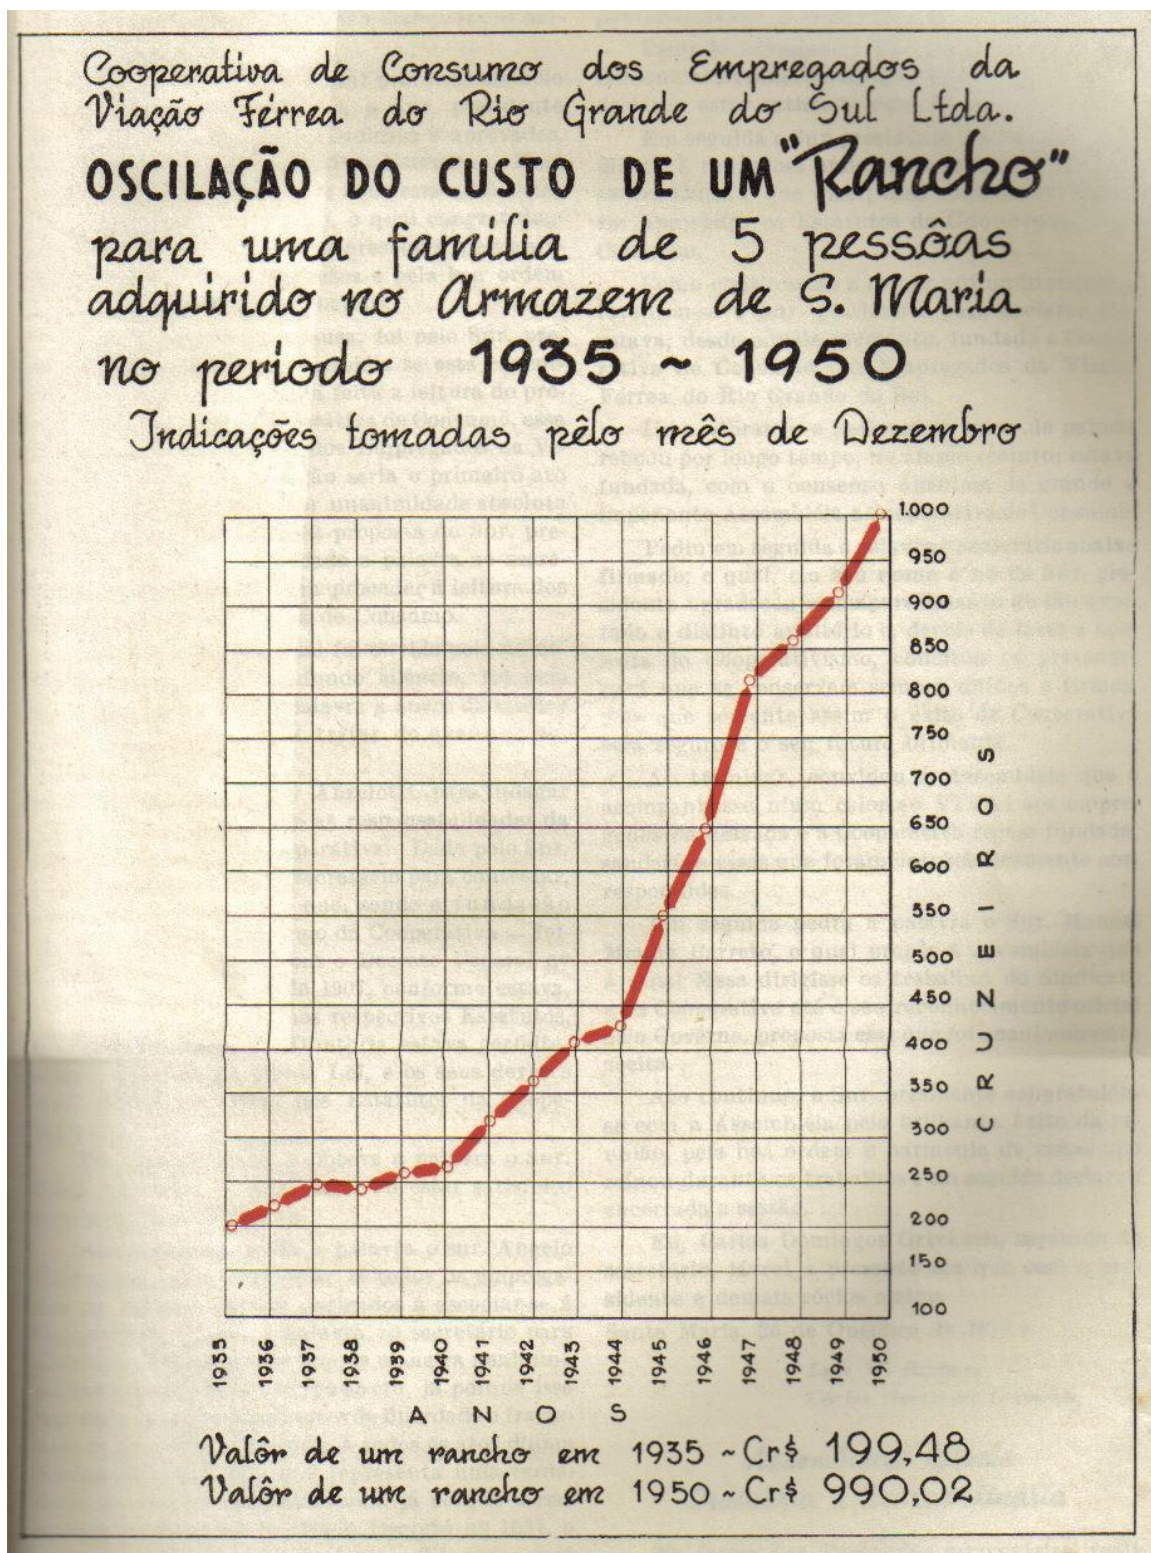 Cooperativa de Consumo dos Empregados da
Viação Férrea do Rio Grande do Sul Ltda.
OSCILAÇÃO DO CUSTO DE UM "Rancho"
para uma família de 5 pessôas
adquirido no Armazem de S. Maria
no período 1935 ~ 1950
Indicações tomadas pêlo mês de Dezembro
1.000
950
900
850
800
750
700
650
600
550
500
450
400
350
300
250
200
150
100
CRUZEIROS
1935 1936 1937 1938 1939 1940 1941 1942 1943 1944 1945 1946 1947 1948 1949 1950
ANOS
Valôr de um rancho em 1935 ~ Cr$ 199,48
Valôr de um rancho em 1950 ~ Cr$ 990,02